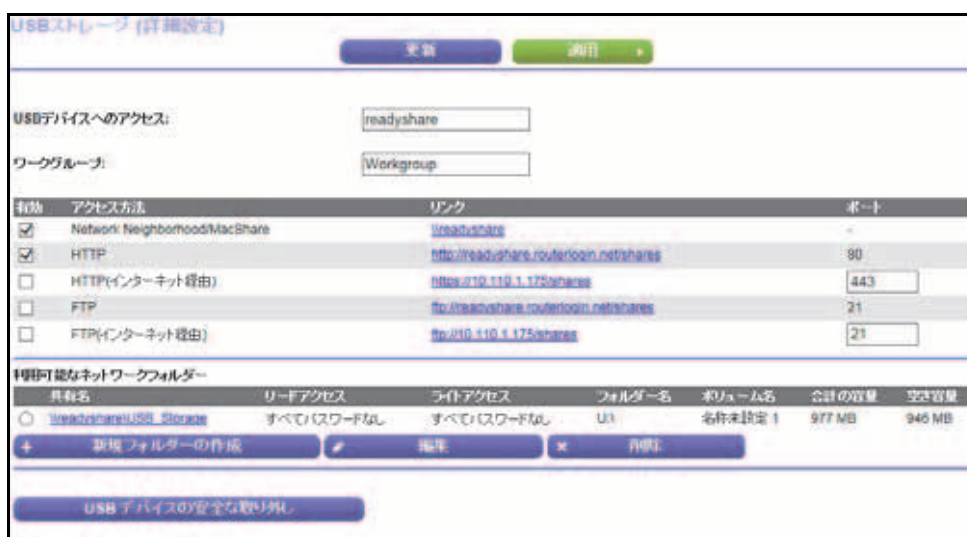 USBストレージ (詳細設定)
更新 適用
USBデバイスへのアクセス: readyshare
ワークグループ: Workgroup
有効 アクセス方法 リンク ポート
Network Neighborhood/MacShare \\readyshare -
HTTP http://readyshare.routerlogin.net/shares 80
HTTP(インターネット経由) https://10.110.1.175/shares 443
FTP ftp://readyshare.routerlogin.net/shares 21
FTP(インターネット経由) ftp://10.110.1.175/shares 21
利用可能なネットワークフォルダー
共有名 リードアクセス ライトアクセス フォルダー名 ボリューム名 合計の容量 空き容量
\\readyshare\USB_Storage すべてパスワードなし すべてパスワードなし U:\ 名称未設定 1 977 MB 946 MB
+ 新規フォルダーの作成 編集 × 削除
USB デバイスの安全な取り外し